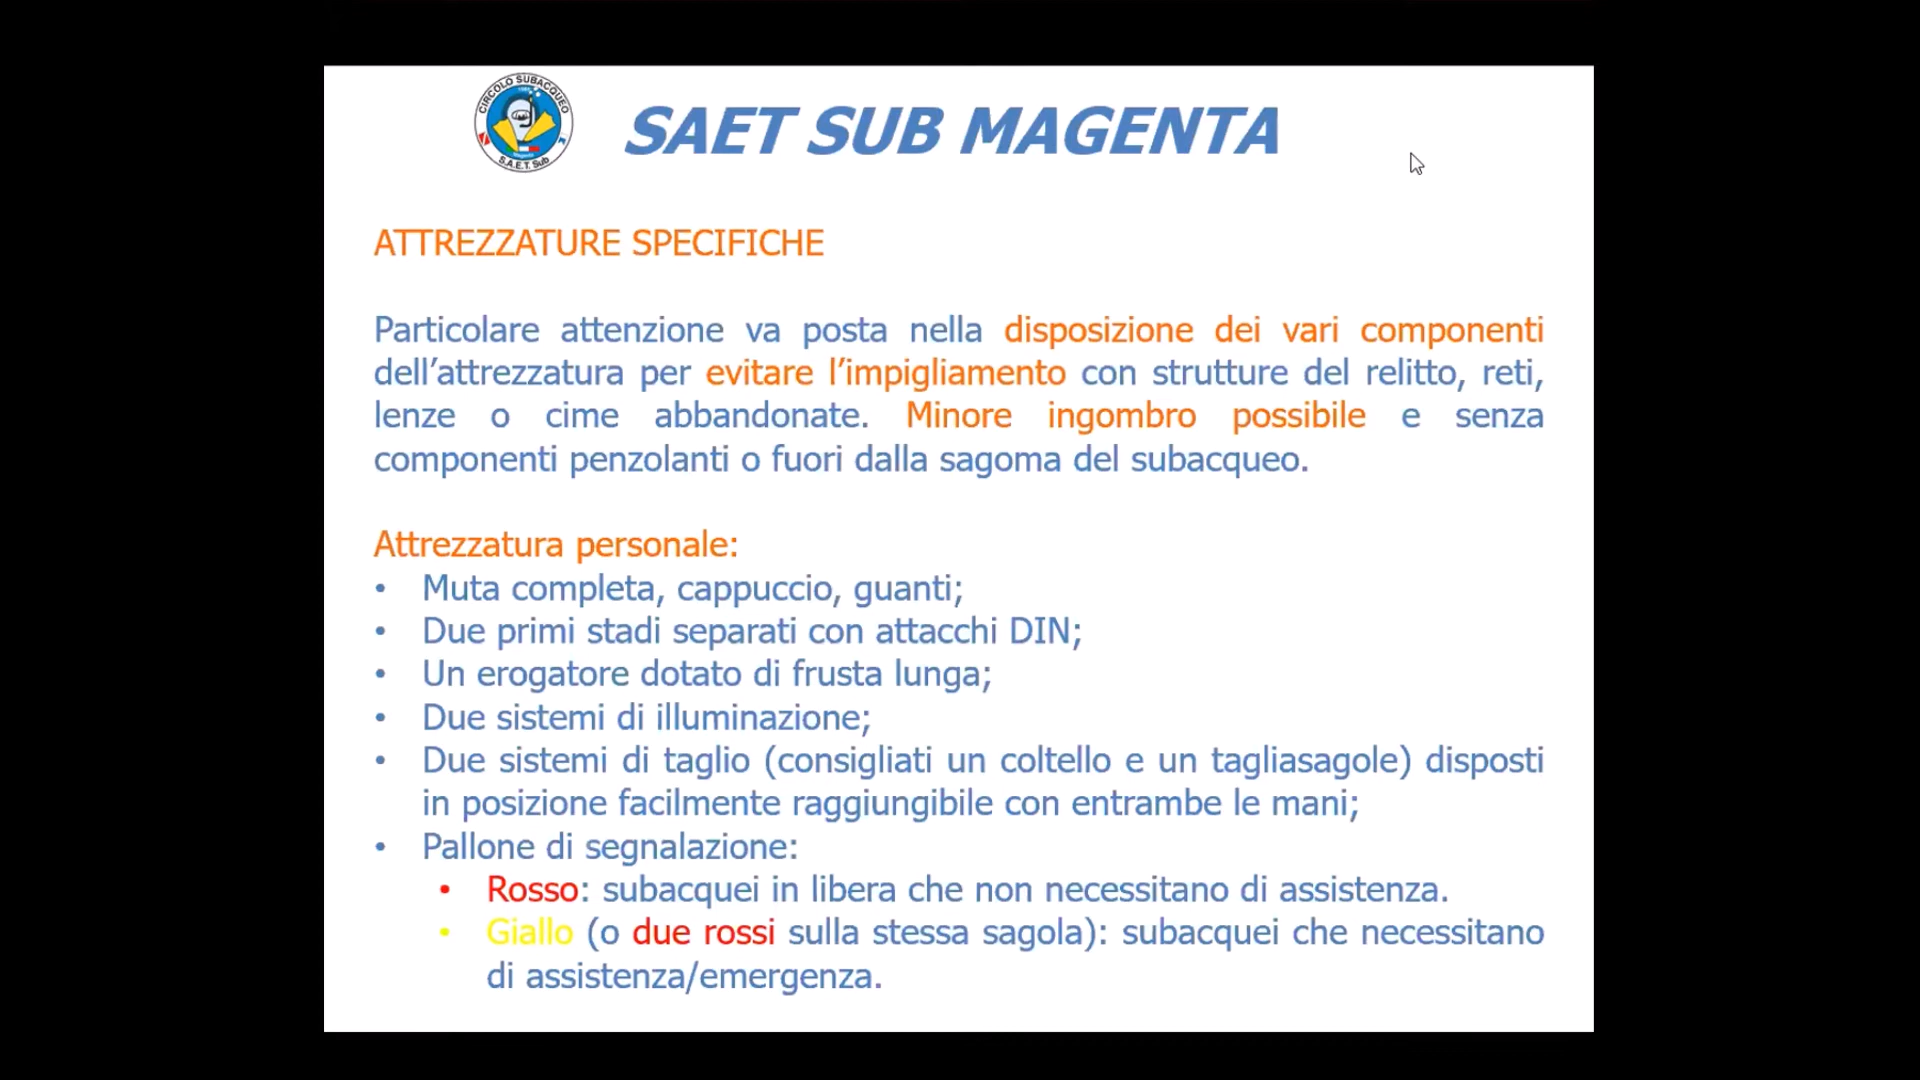 CIRCOLO SUBACQUEO
S.A.E.T. Sub
SAET SUB MAGENTA
ATTREZZATURE SPECIFICHE
Particolare attenzione va posta nella disposizione dei vari componenti
dell’attrezzatura per evitare l’impigliamento con strutture del relitto, reti,
lenze o cime abbandonate. Minore ingombro possibile e senza
componenti penzolanti o fuori dalla sagoma del subacqueo.
Attrezzatura personale:
• Muta completa, cappuccio, guanti;
• Due primi stadi separati con attacchi DIN;
• Un erogatore dotato di frusta lunga;
• Due sistemi di illuminazione;
• Due sistemi di taglio (consigliati un coltello e un tagliasagole) disposti
in posizione facilmente raggiungibile con entrambe le mani;
• Pallone di segnalazione:
• Rosso: subacquei in libera che non necessitano di assistenza.
• Giallo (o due rossi sulla stessa sagola): subacquei che necessitano
di assistenza/emergenza.